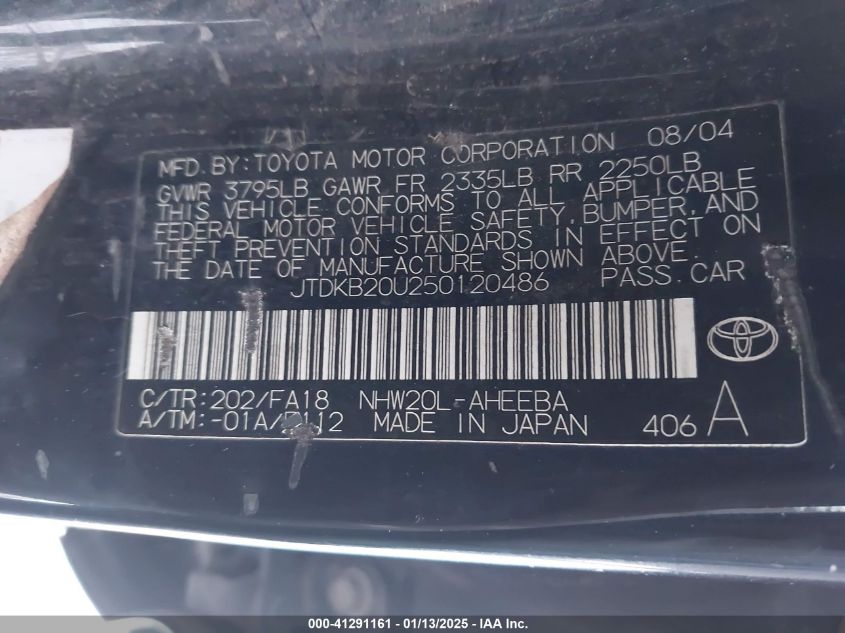 MFD. BY: TOYOTA MOTOR CORPORATION 08/04
GVWR 3795LB GAWR FR 2335LB RR 2250LB
THIS VEHICLE CONFORMS TO ALL APPLICABLE
FEDERAL MOTOR VEHICLE SAFETY, BUMPER, AND
THEFT PREVENTION STANDARDS IN EFFECT ON
THE DATE OF MANUFACTURE SHOWN ABOVE.
JTDKB20U250120486 PASS. CAR
C/TR: 202/FA18 NHW20L-AHEEBA
A/TM: -01A/ MADE IN JAPAN 406 A
000-41291161 - 01/13/2025 - IAA Inc.